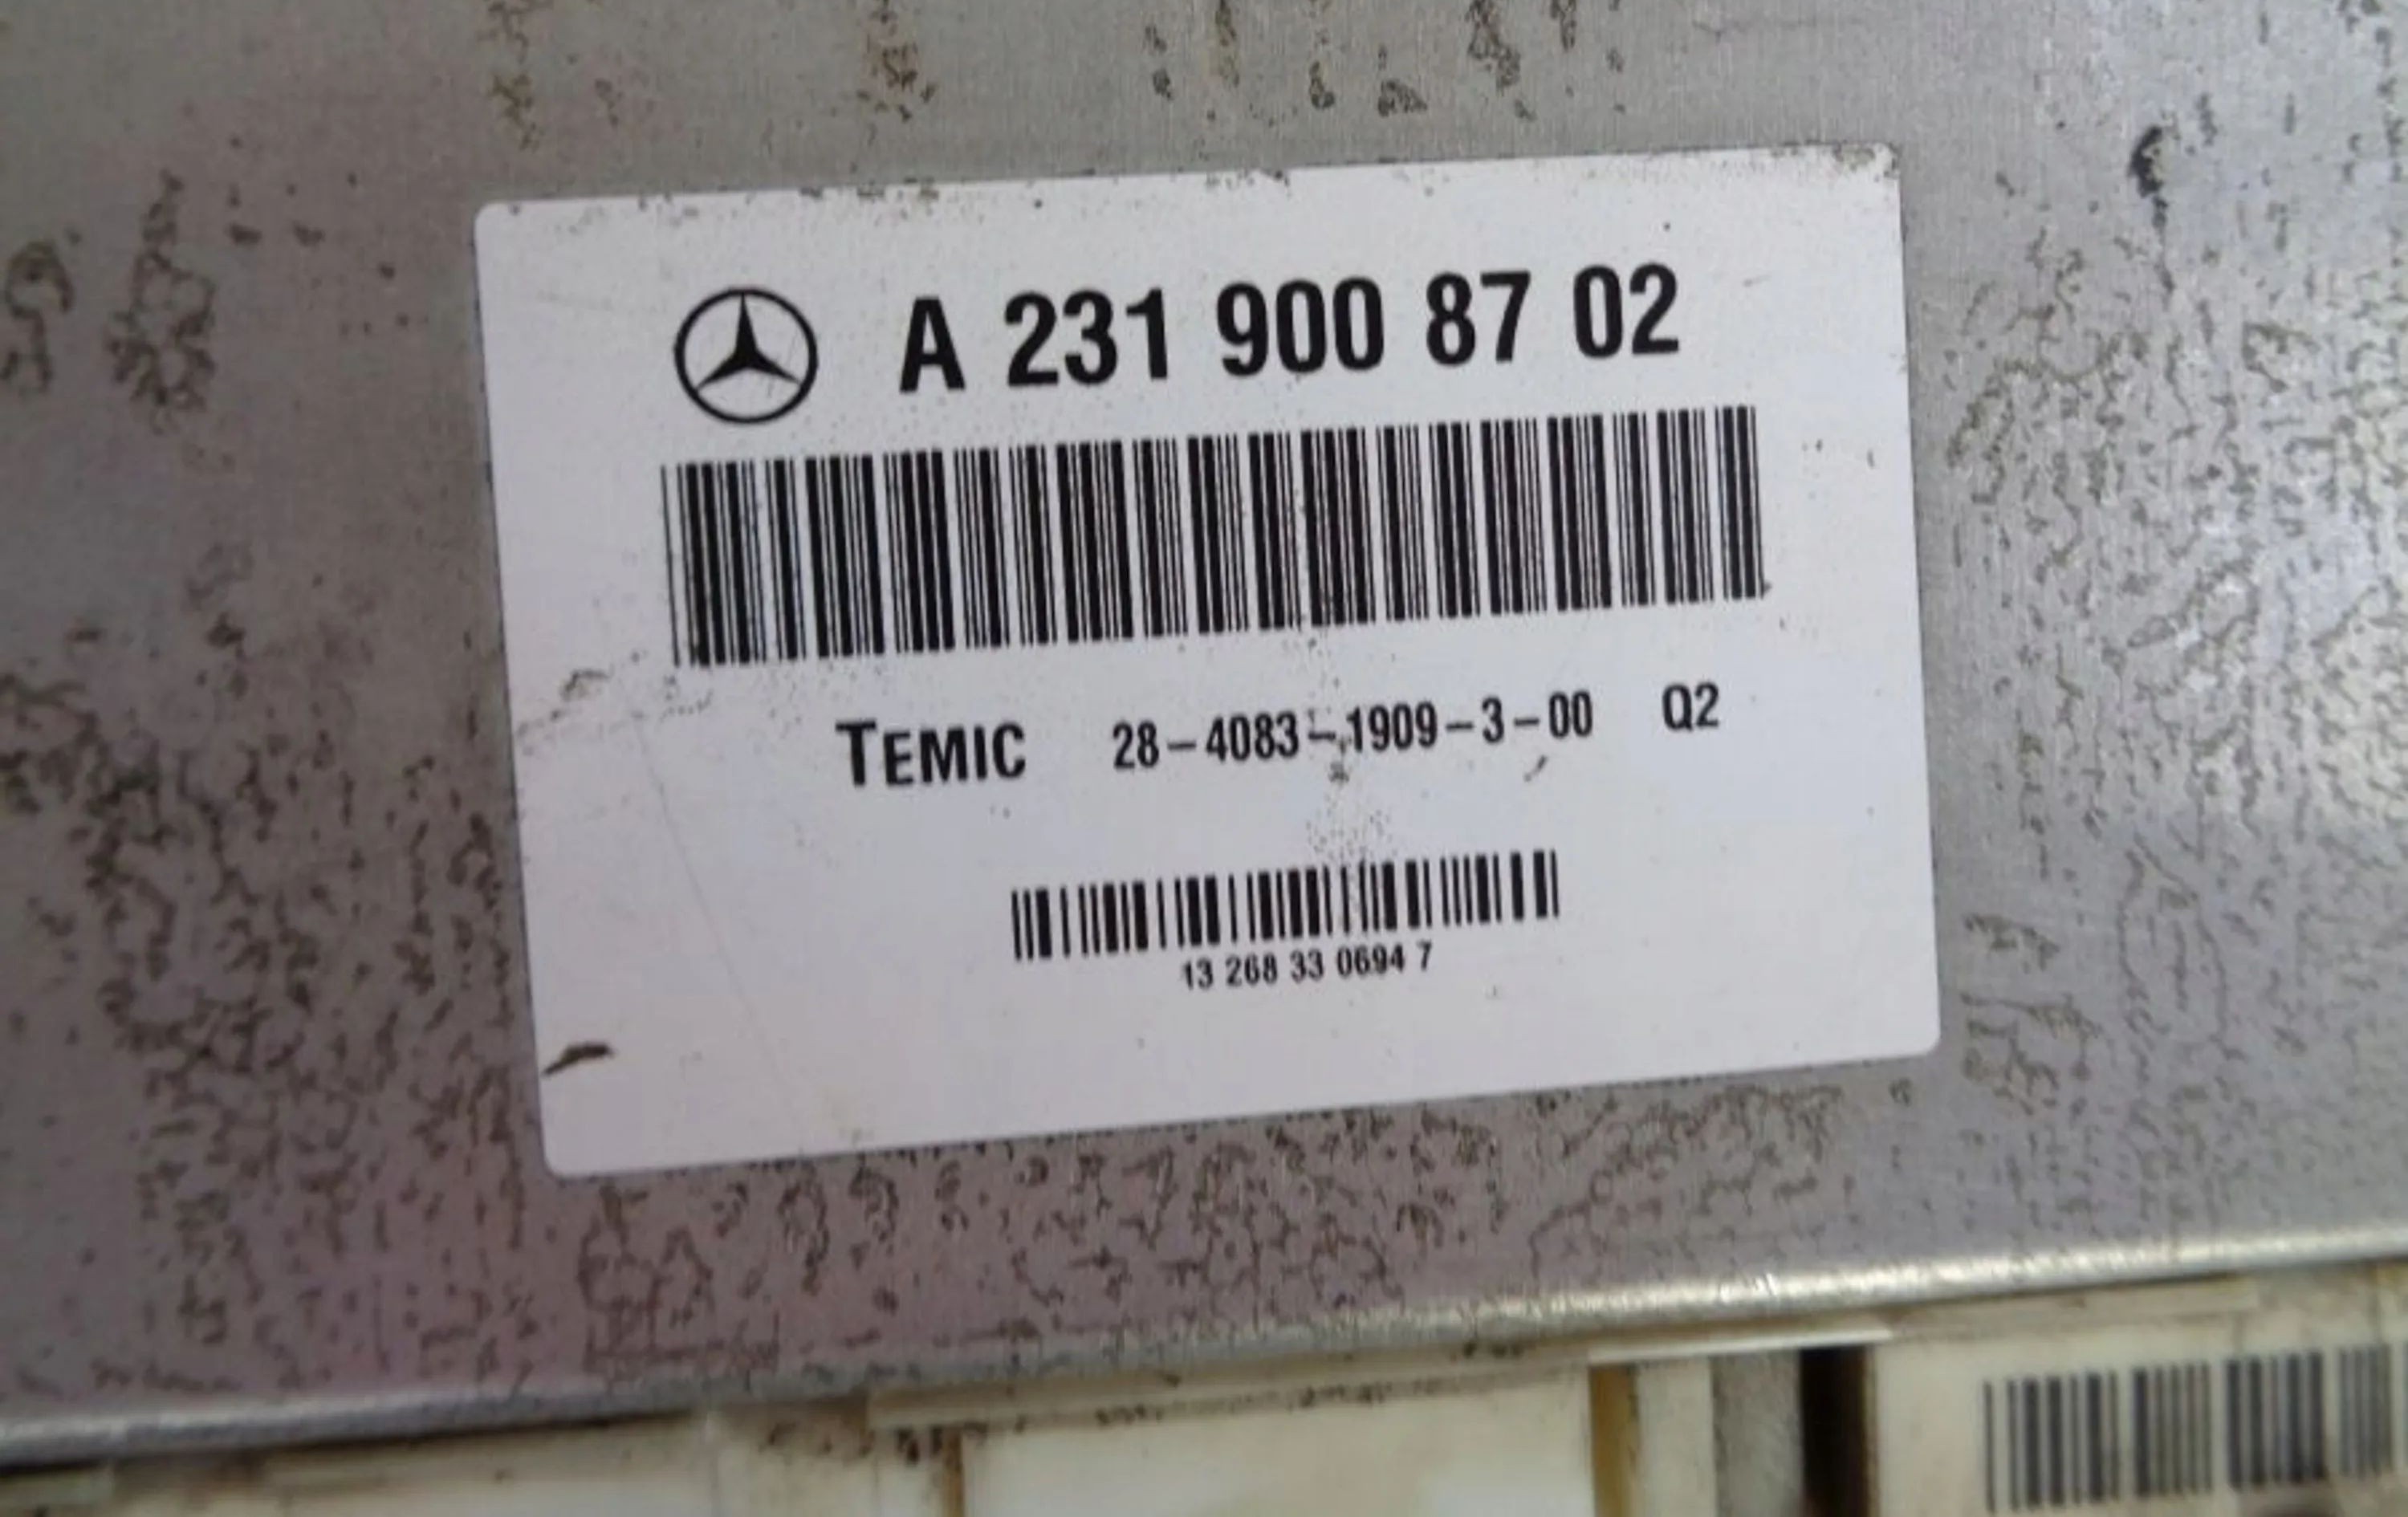 A 231 900 87 02
TEMIC 28-4083-1909-3-00 Q2
13 268 33 0694 7